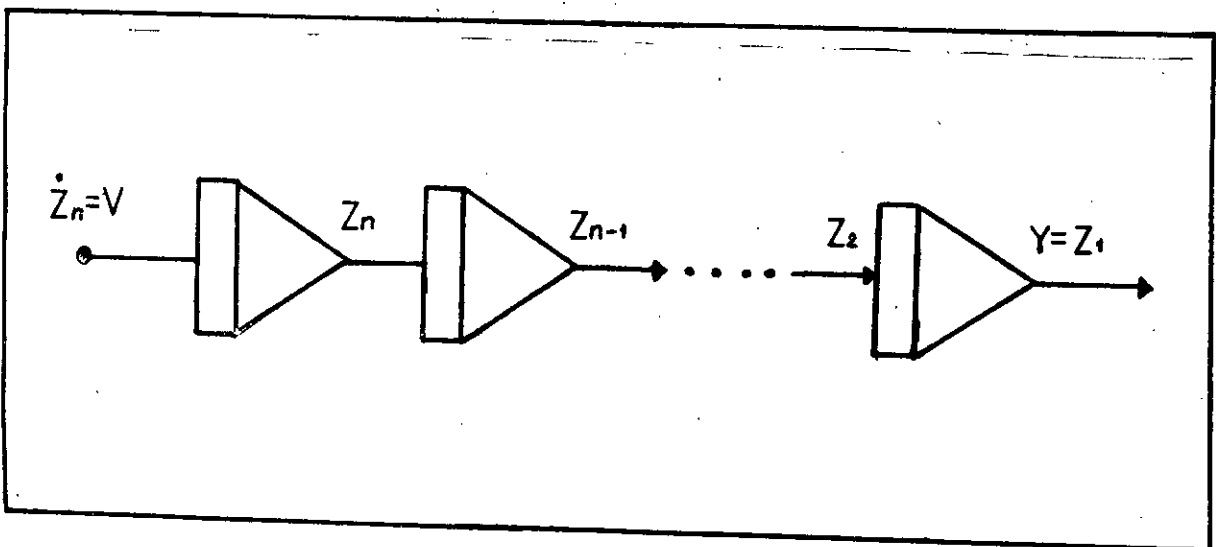 Żn=V
Zn
Zn-1
Z2
Y=Z1